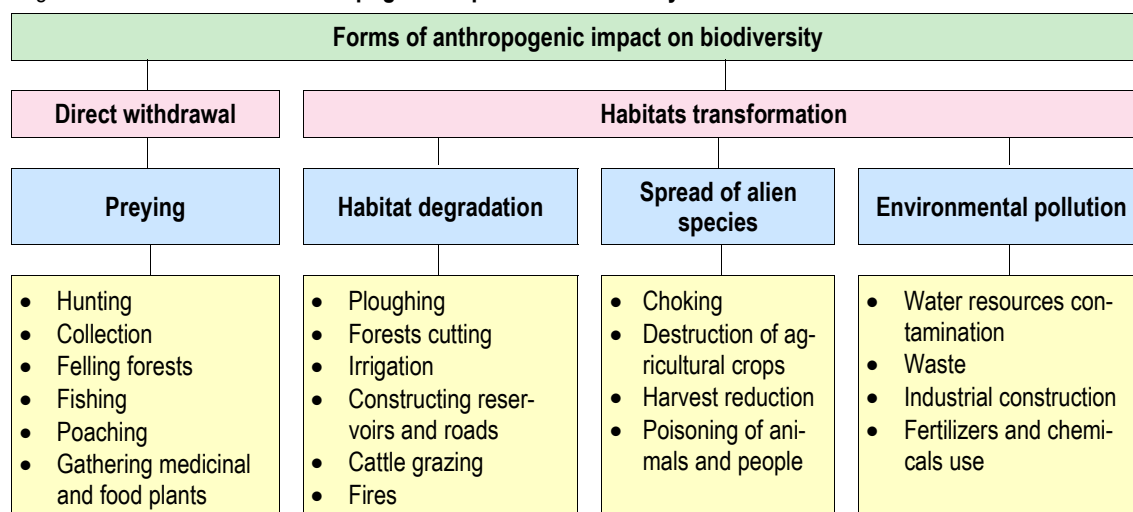 Forms of anthropogenic impact on biodiversity
Direct withdrawal
Habitats transformation
Preying
Habitat degradation
Spread of alien
species
Environmental pollution
• Hunting
• Collection
• Felling forests
• Fishing
• Poaching
• Gathering medicinal
and food plants
• Ploughing
• Forests cutting
• Irrigation
• Constructing reser-
voirs and roads
• Cattle grazing
• Fires
• Choking
• Destruction of ag-
ricultural crops
• Harvest reduction
• Poisoning of ani-
mals and people
• Water resources con-
tamination
• Waste
• Industrial construction
• Fertilizers and chemi-
cals use